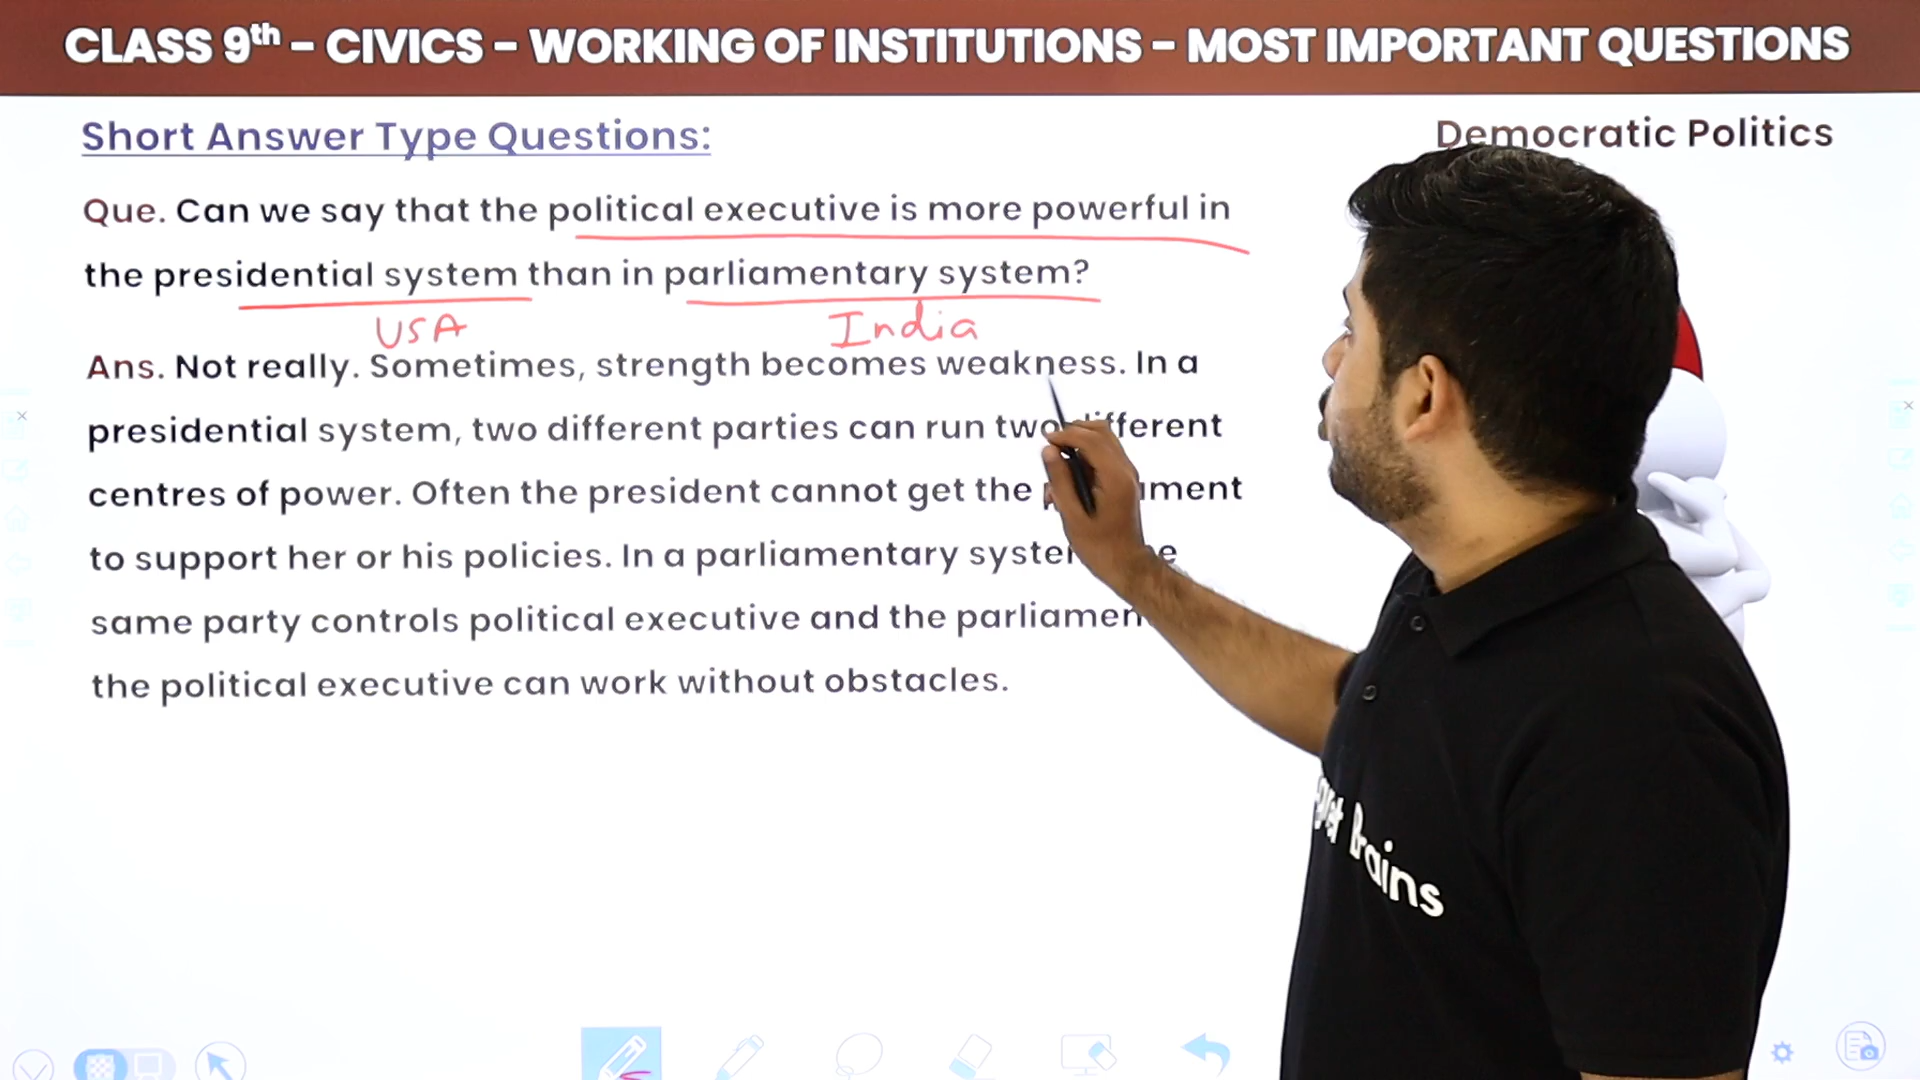 CLASS 9th – CIVICS – WORKING OF INSTITUTIONS – MOST IMPORTANT QUESTIONS
Short Answer Type Questions:
Democratic Politics
Que. Can we say that the political executive is more powerful in
the presidential system than in parliamentary system?
USA India
Ans. Not really. Sometimes, strength becomes weakness. In a
presidential system, two different parties can run two
centres of power. Often the president cannot get the
to support her or his policies. In a parliamentary
same party controls political executive and the
the political executive can work without obstacles.
Brains